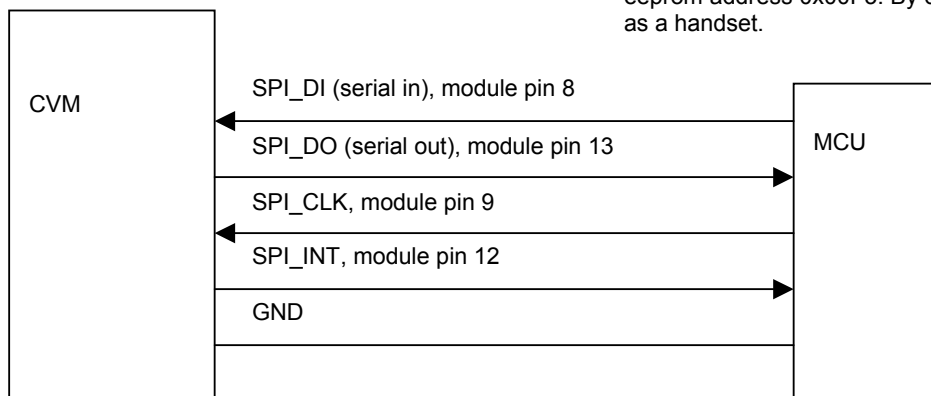 as a handset.
CVM
SPI_DI (serial in), module pin 8
SPI_DO (serial out), module pin 13
MCU
SPI_CLK, module pin 9
SPI_INT, module pin 12
GND